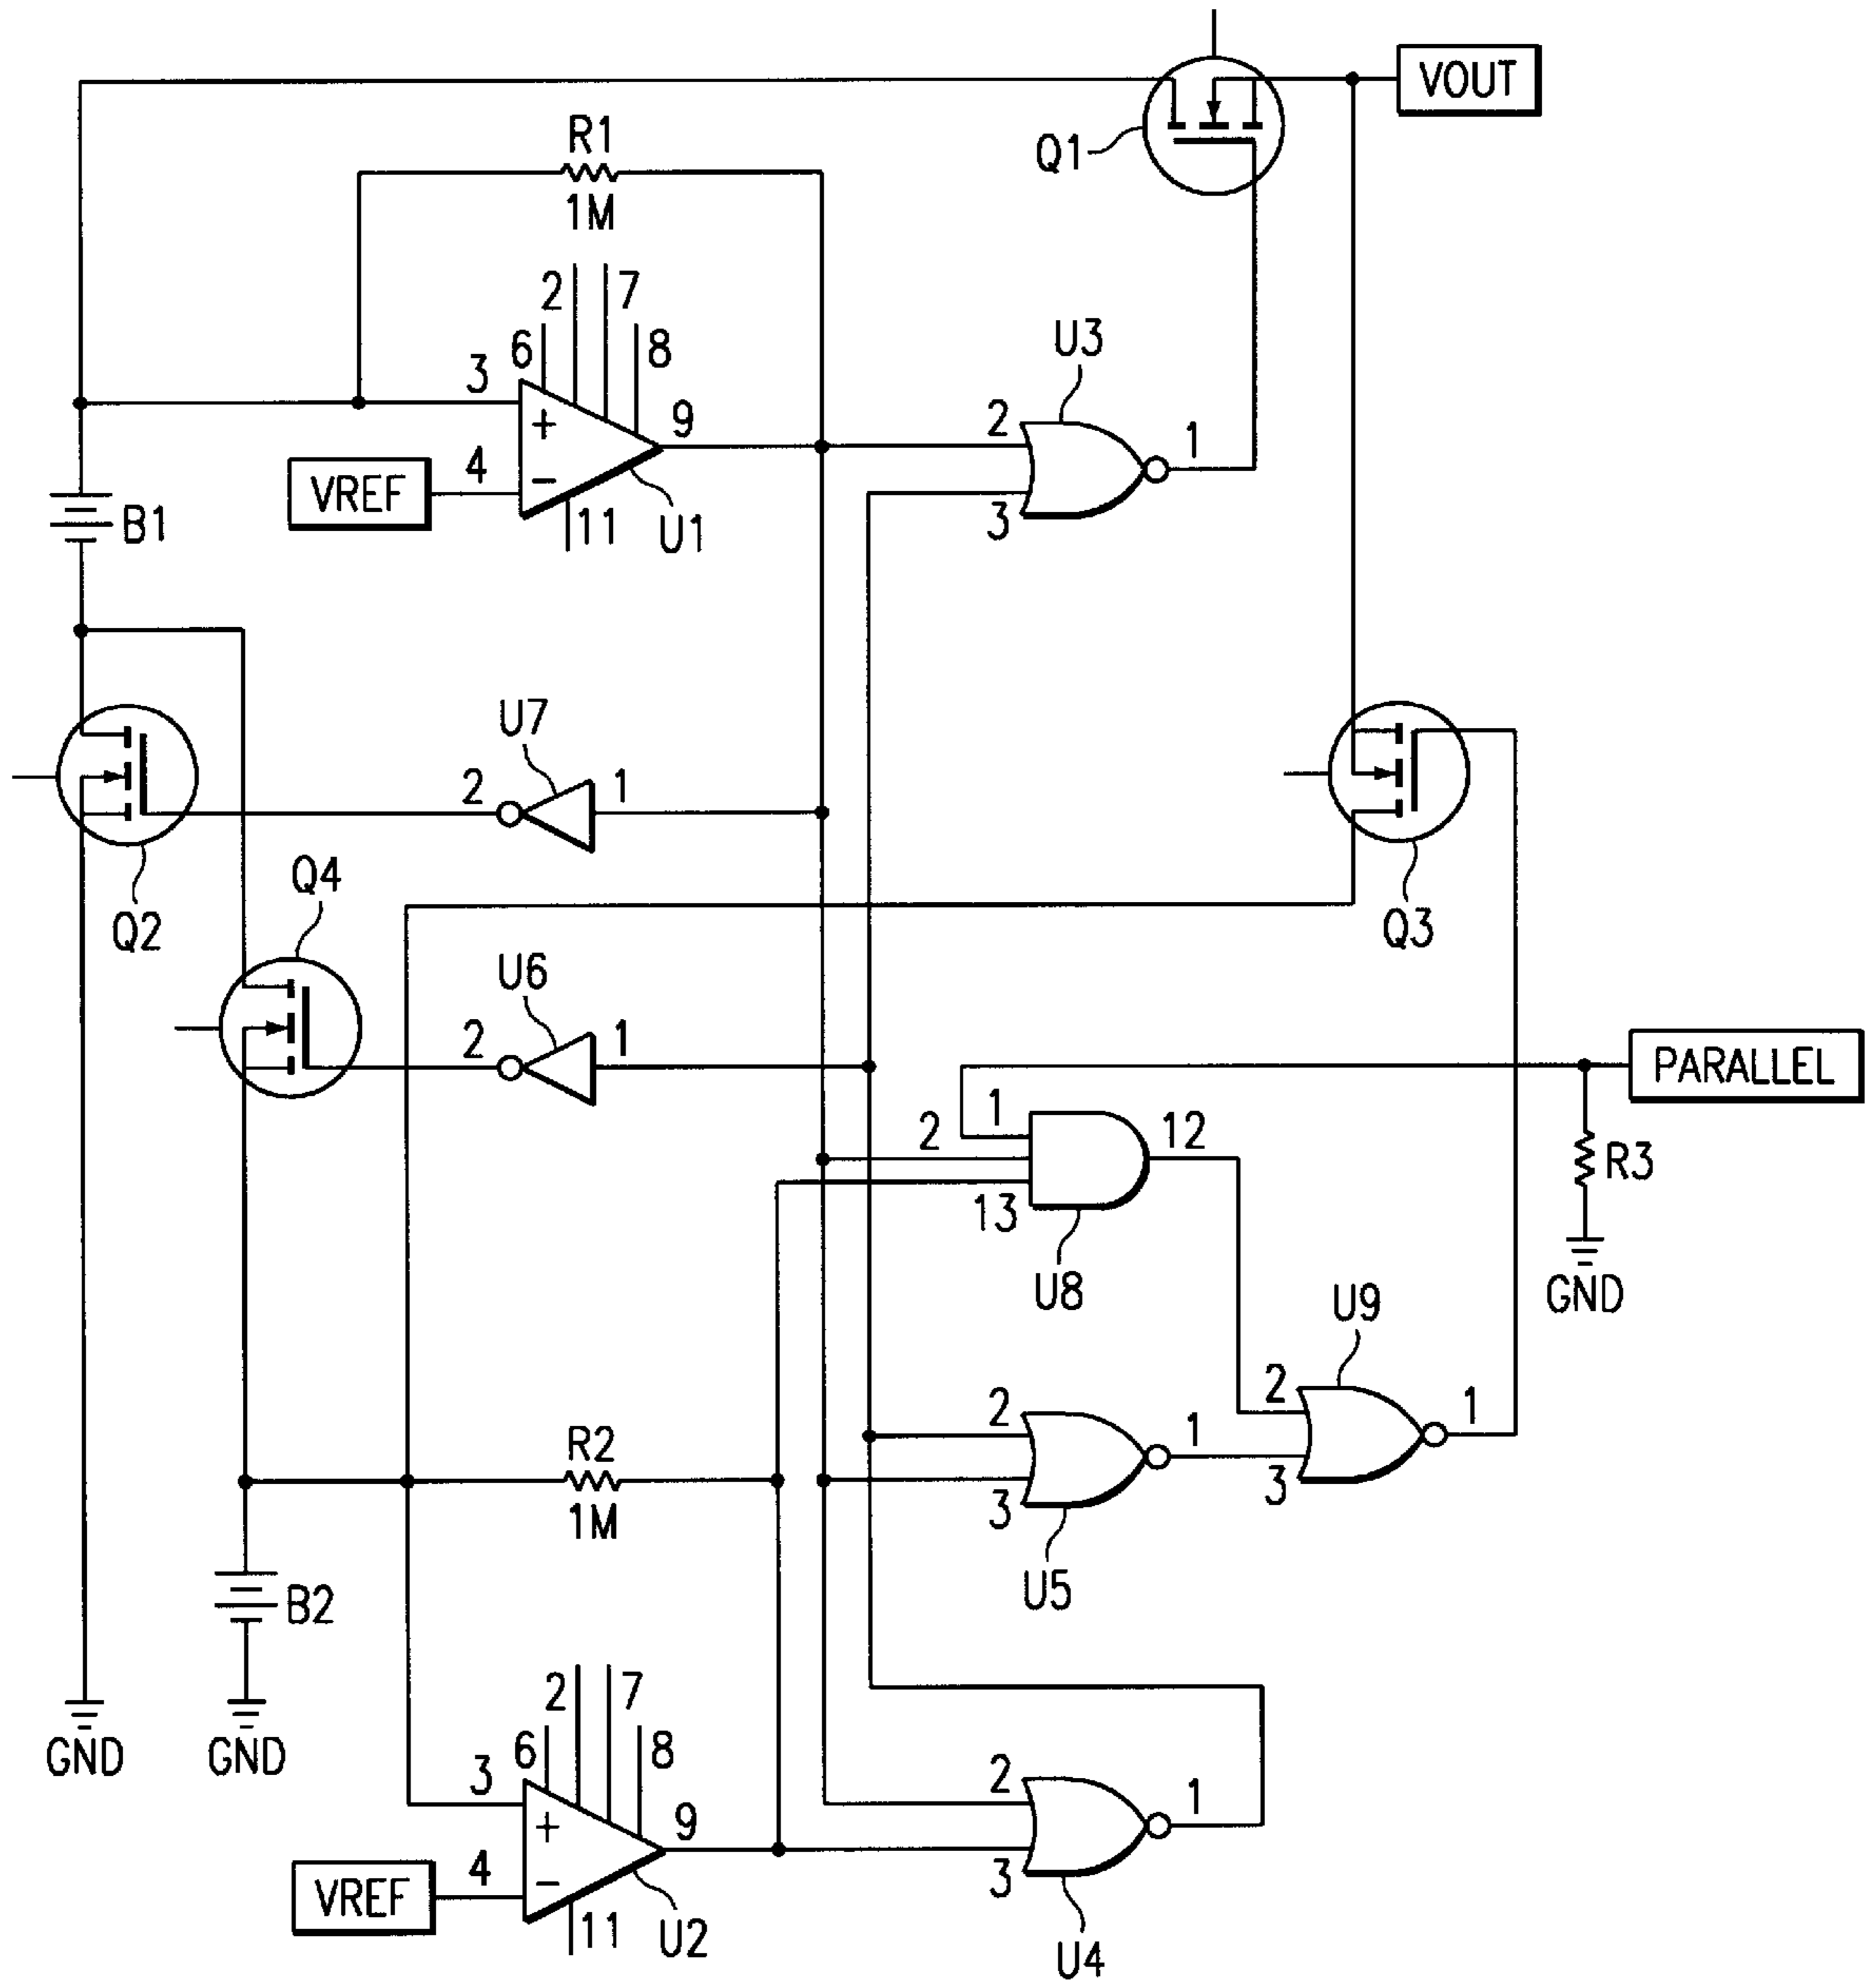 VOUT
Q1
R1
1M
2
7
6
8
3
9
4
VREF
11
U1
U3
2
1
3
B1
U7
2
1
Q2
Q4
Q3
U6
2
1
PARALLEL
1
2
12
13
U8
R3
GND
U9
2
1
3
2
1
3
U5
R2
1M
B2
GND
GND
2
7
6
8
3
9
4
VREF
11
U2
2
1
3
U4